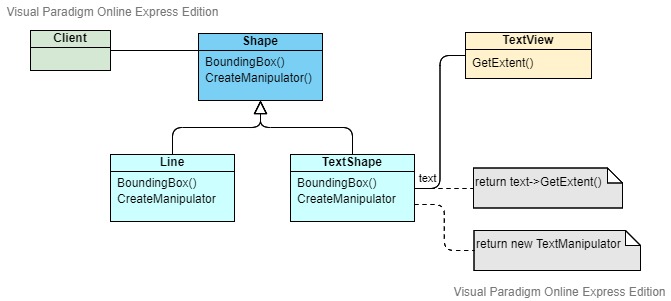 Visual Paradigm Online Express Edition
Client
Shape
BoundingBox()
CreateManipulator()
TextView
GetExtent()
Line
BoundingBox()
CreateManipulator
TextShape
BoundingBox()
CreateManipulator
text
return text->GetExtent()
return new TextManipulator
Visual Paradigm Online Express Edition